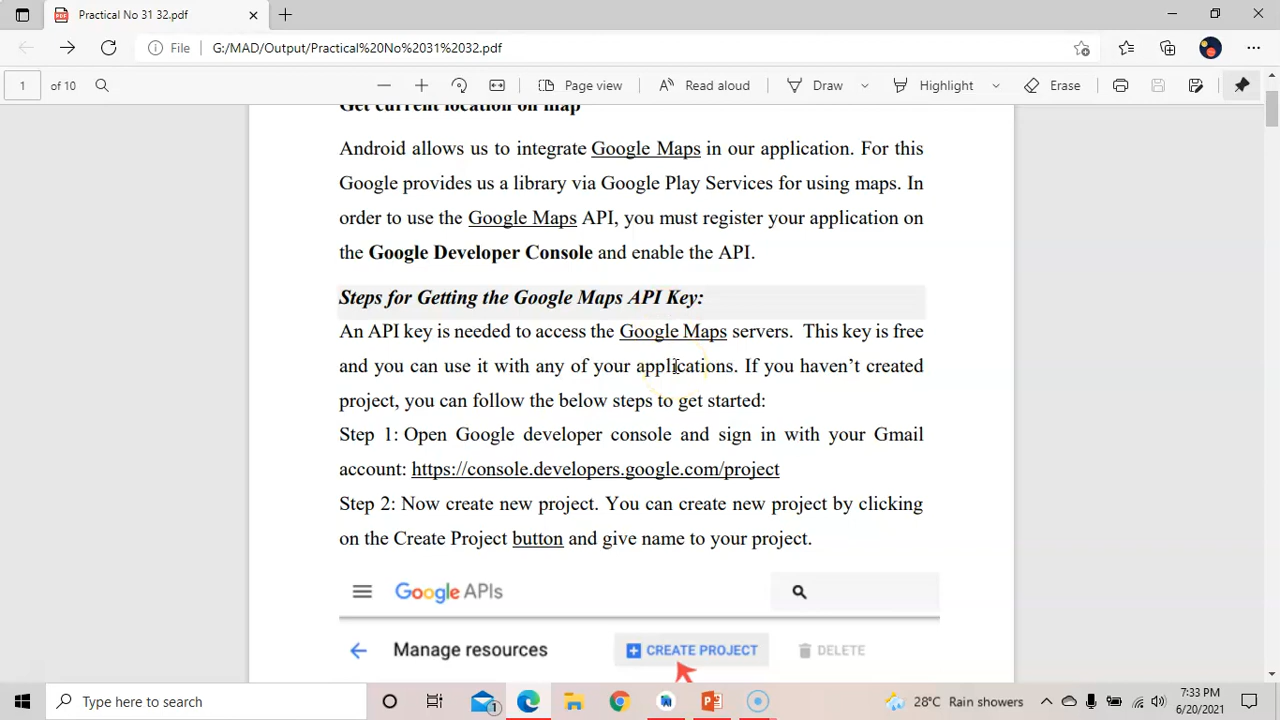 Practical No 31 32.pdf
File G:/MAD/Output/Practical%20No%2031%2032.pdf
1 of 10 Page view Read aloud Draw Highlight Erase
Get current location on map
Android allows us to integrate Google Maps in our application. For this
Google provides us a library via Google Play Services for using maps. In
order to use the Google Maps API, you must register your application on
the Google Developer Console and enable the API.
Steps for Getting the Google Maps API Key:
An API key is needed to access the Google Maps servers. This key is free
and you can use it with any of your applications. If you haven’t created
project, you can follow the below steps to get started:
Step 1: Open Google developer console and sign in with your Gmail
account: https://console.developers.google.com/project
Step 2: Now create new project. You can create new project by clicking
on the Create Project button and give name to your project.
Google APIs
Manage resources CREATE PROJECT DELETE
Type here to search 1 28°C Rain showers 7:33 PM
6/20/2021